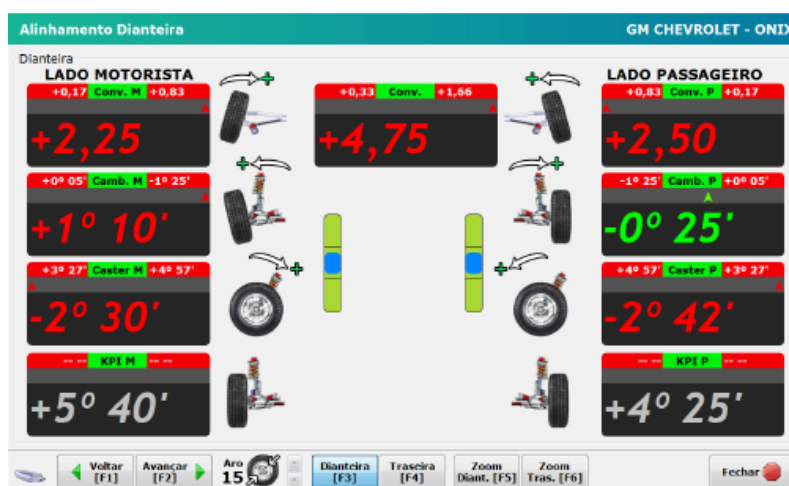 Alinhamento Dianteira GM CHEVROLET - ONIX
Dianteira
LADO MOTORISTA LADO PASSAGEIRO
+0,17 Conv. M +0,83 +0,33 Conv. +1,66 +0,83 Conv. P +0,17
+2,25 +4,75 +2,50
+0º 05' Camb. M -1º 25' -1º 25' Camb. P +0º 05'
+1º 10' -0º 25'
+3º 27' Caster M +4º 57' +4º 57' Caster P +3º 27'
-2º 30' -2º 42'
-- -- KPI M -- -- -- -- KPI P -- --
+5º 40' +4º 25'
Voltar [F1] Avançar [F2] Aro 15 Dianteira [F3] Traseira [F4] Zoom Diant. [F5] Zoom Tras. [F6] Fechar